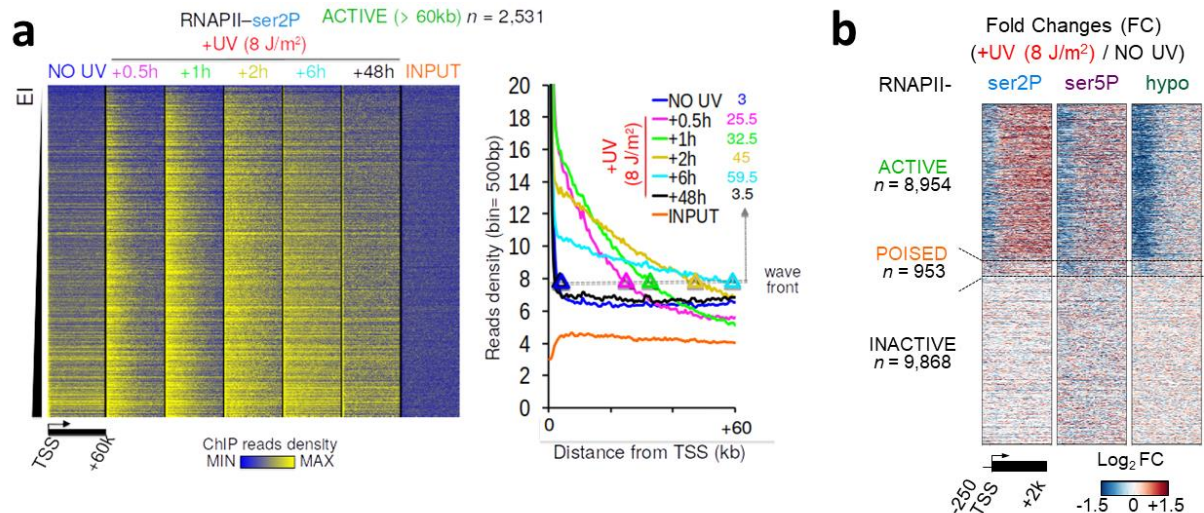 a
RNAPII–ser2P ACTIVE (> 60kb) n = 2,531
+UV (8 J/m²)
NO UV +0.5h +1h +2h +6h +48h INPUT
EI
TSS
+60k
ChIP reads density
MIN MAX
Reads density (bin= 500bp)
20
18
16
14
12
10
8
6
4
2
0
0 +60
Distance from TSS (kb)
+UV
(8 J/m²)
NO UV 3
+0.5h 25.5
+1h 32.5
+2h 45
+6h 59.5
+48h 3.5
INPUT
wave
front
b
Fold Changes (FC)
(+UV (8 J/m²) / NO UV)
RNAPII- ser2P ser5P hypo
ACTIVE
n = 8,954
POISED
n = 953
INACTIVE
n = 9,868
-250
TSS
+2k
Log₂ FC
-1.5 0 +1.5